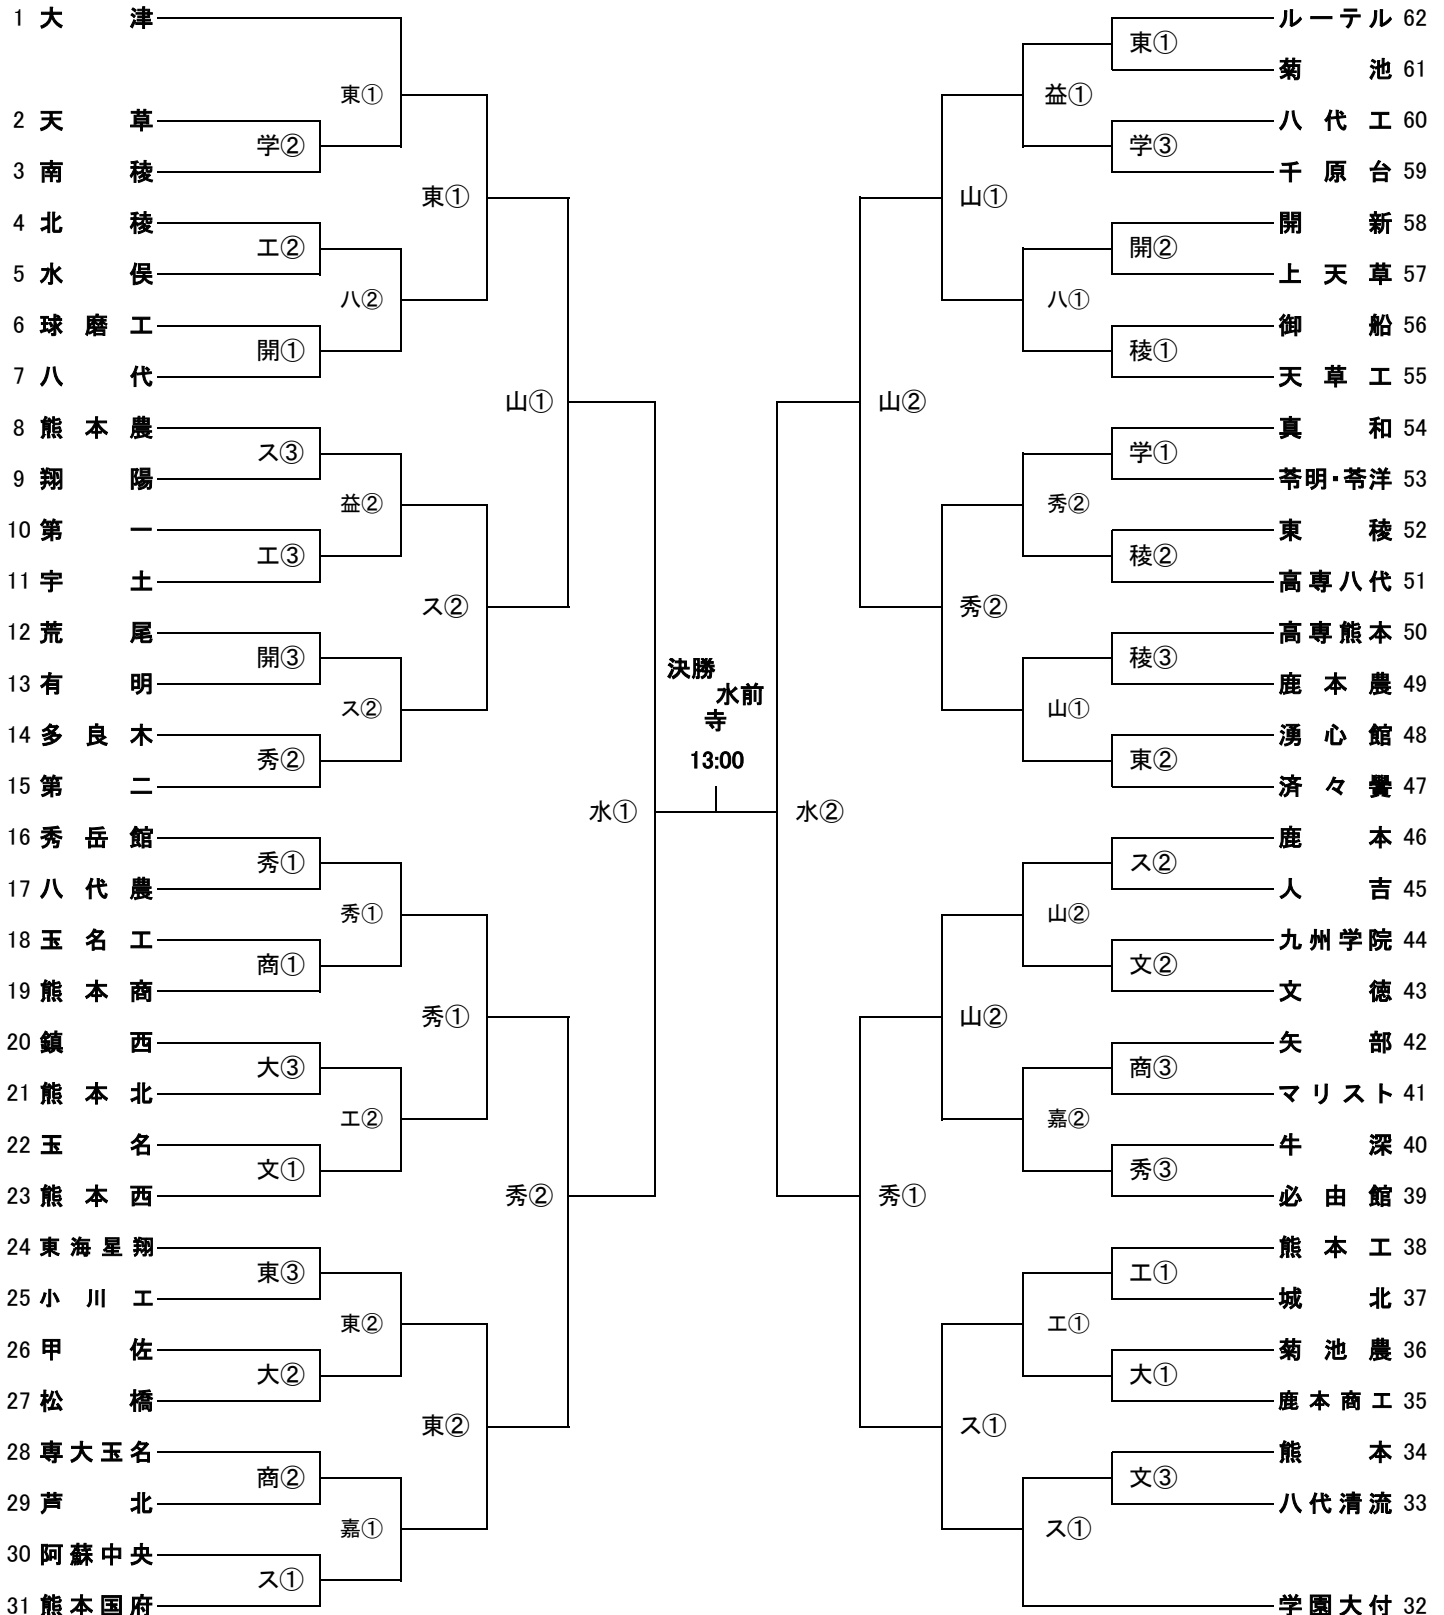 1 大津
2 天草
3 南稜
4 北稜
5 水俣
6 球磨工
7 八代
8 熊本農
9 翔陽
10 第一
11 宇土
12 荒尾
13 有明
14 多良木
15 第二
16 秀岳館
17 八代農
18 玉名工
19 熊本商
20 鎮西
21 熊本北
22 玉名
23 熊本西
24 東海星翔
25 小川工
26 甲佐
27 松橋
28 専大玉名
29 芦北
30 阿蘇中央
31 熊本国府
学②
工②
開①
ス③
工③
開③
秀②
秀①
商①
大③
文①
東③
大②
商②
ス①
東①
八②
益②
ス②
秀①
工②
東②
嘉①
東①
ス②
秀①
東②
山①
秀②
水①
決勝
水前
寺
13:00
水②
山②
秀①
山①
秀②
山②
ス①
益①
八①
秀②
山①
山②
嘉②
工①
ス①
東①
学③
開②
稜①
学①
稜②
稜③
東②
ス②
文②
商③
秀③
工①
大①
文③
ルーテル 62
菊池 61
八代工 60
千原台 59
開新 58
上天草 57
御船 56
天草工 55
真和 54
苓明・苓洋 53
東稜 52
高専八代 51
高専熊本 50
鹿本農 49
湧心館 48
済々黌 47
鹿本 46
人吉 45
九州学院 44
文徳 43
矢部 42
マリスト 41
牛深 40
必由館 39
熊本工 38
城北 37
菊池農 36
鹿本商工 35
熊本 34
八代清流 33
学園大付 32